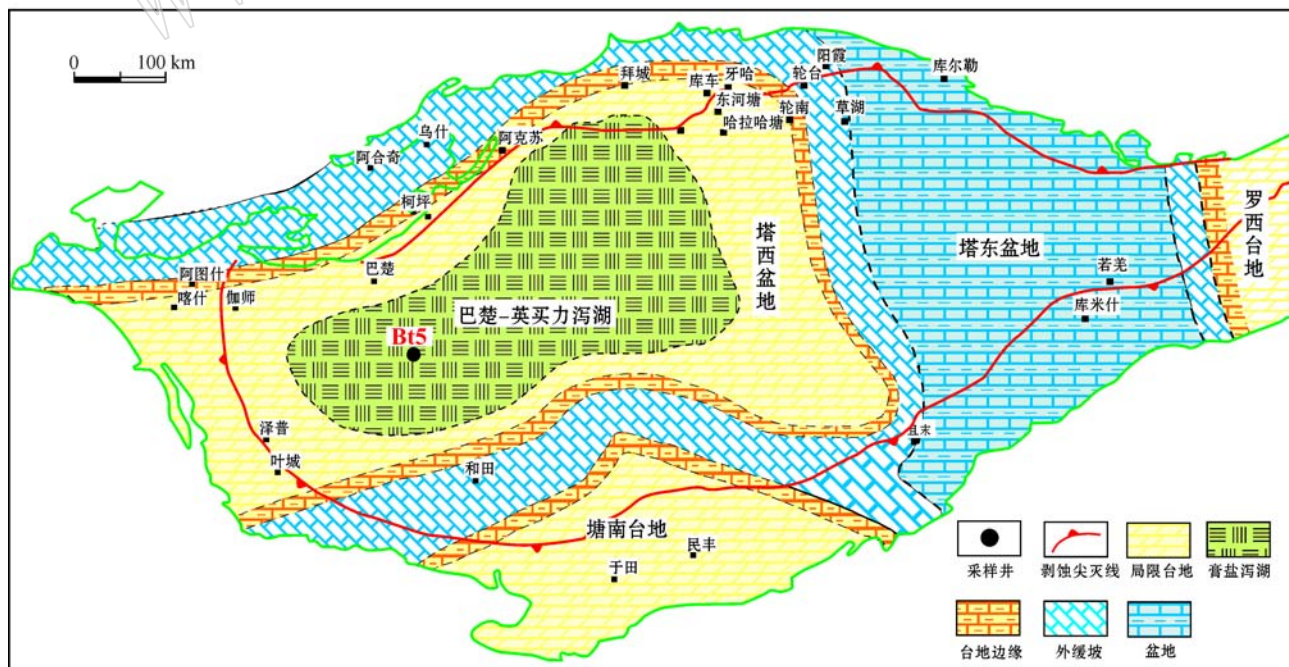 0 100 km
阳霞
库尔勒
拜城
库车
牙哈
轮台
东河塘
轮南
草湖
哈拉哈塘
乌什
阿合奇
阿克苏
柯坪
塔西盆地
罗西台地
塔东盆地
若羌
库米什
阿图什
巴楚
喀什
伽师
巴楚-英买力泻湖
Bt5
泽普
叶城
和田
且末
塘南台地
民丰
于田
采样井
剥蚀尖灭线
局限台地
膏盐泻湖
台地边缘
外缓坡
盆地